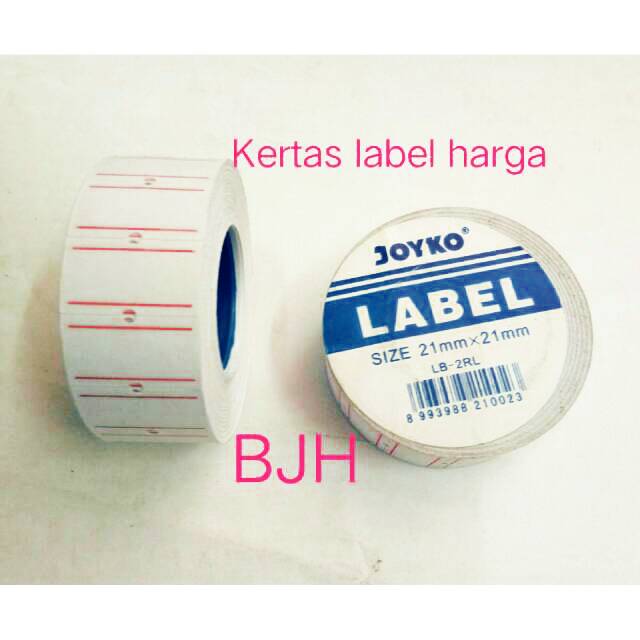 Kertas label harga
JOYKO®
LABEL
SIZE 21mm×21mm
LB-2RL
8 993988 210023
BJH